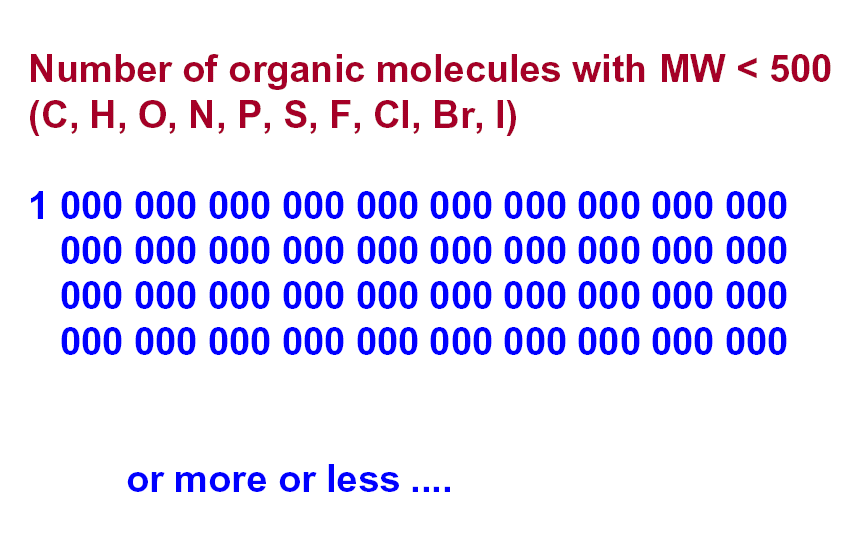 Number of organic molecules with MW < 500
(C, H, O, N, P, S, F, Cl, Br, I)
1 000 000 000 000 000 000 000 000 000 000
000 000 000 000 000 000 000 000 000 000
000 000 000 000 000 000 000 000 000 000
000 000 000 000 000 000 000 000 000 000
or more or less ....